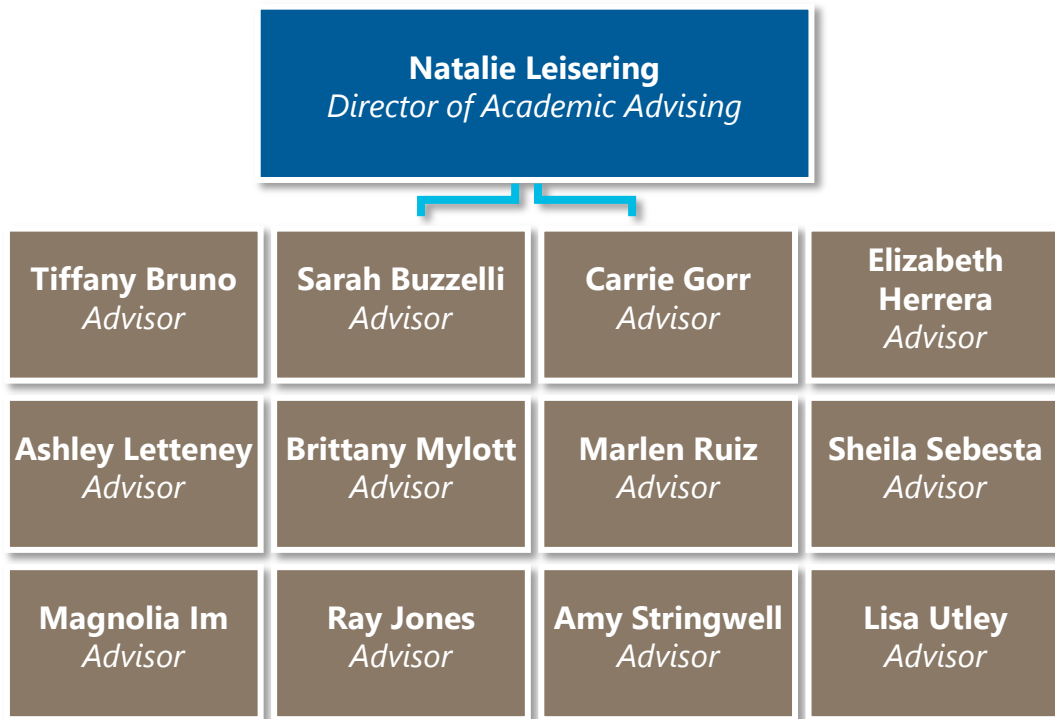 Natalie Leisering
Director of Academic Advising
Tiffany Bruno
Advisor
Sarah Buzzelli
Advisor
Carrie Gorr
Advisor
Elizabeth
Herrera
Advisor
Ashley Letteney
Advisor
Brittany Mylott
Advisor
Marlen Ruiz
Advisor
Sheila Sebesta
Advisor
Magnolia Im
Advisor
Ray Jones
Advisor
Amy Stringwell
Advisor
Lisa Utley
Advisor